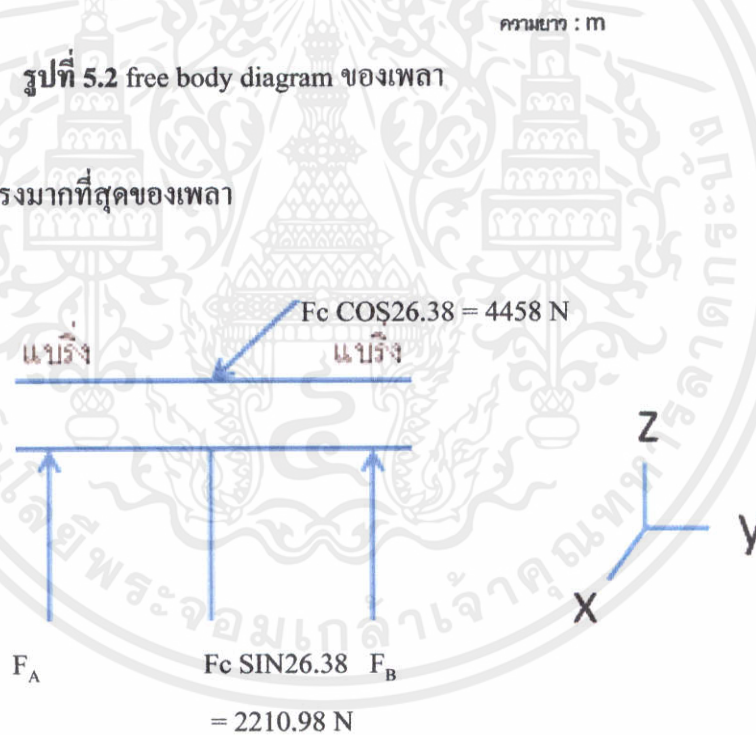 ความยาว : m
รูปที่ 5.2 free body diagram ของเพลา
รงมากที่สุดของเพลา
Fc COS26.38 = 4458 N
แบริ่ง แบริ่ง
Z
y
X
F_A Fc SIN26.38 F_B
= 2210.98 N